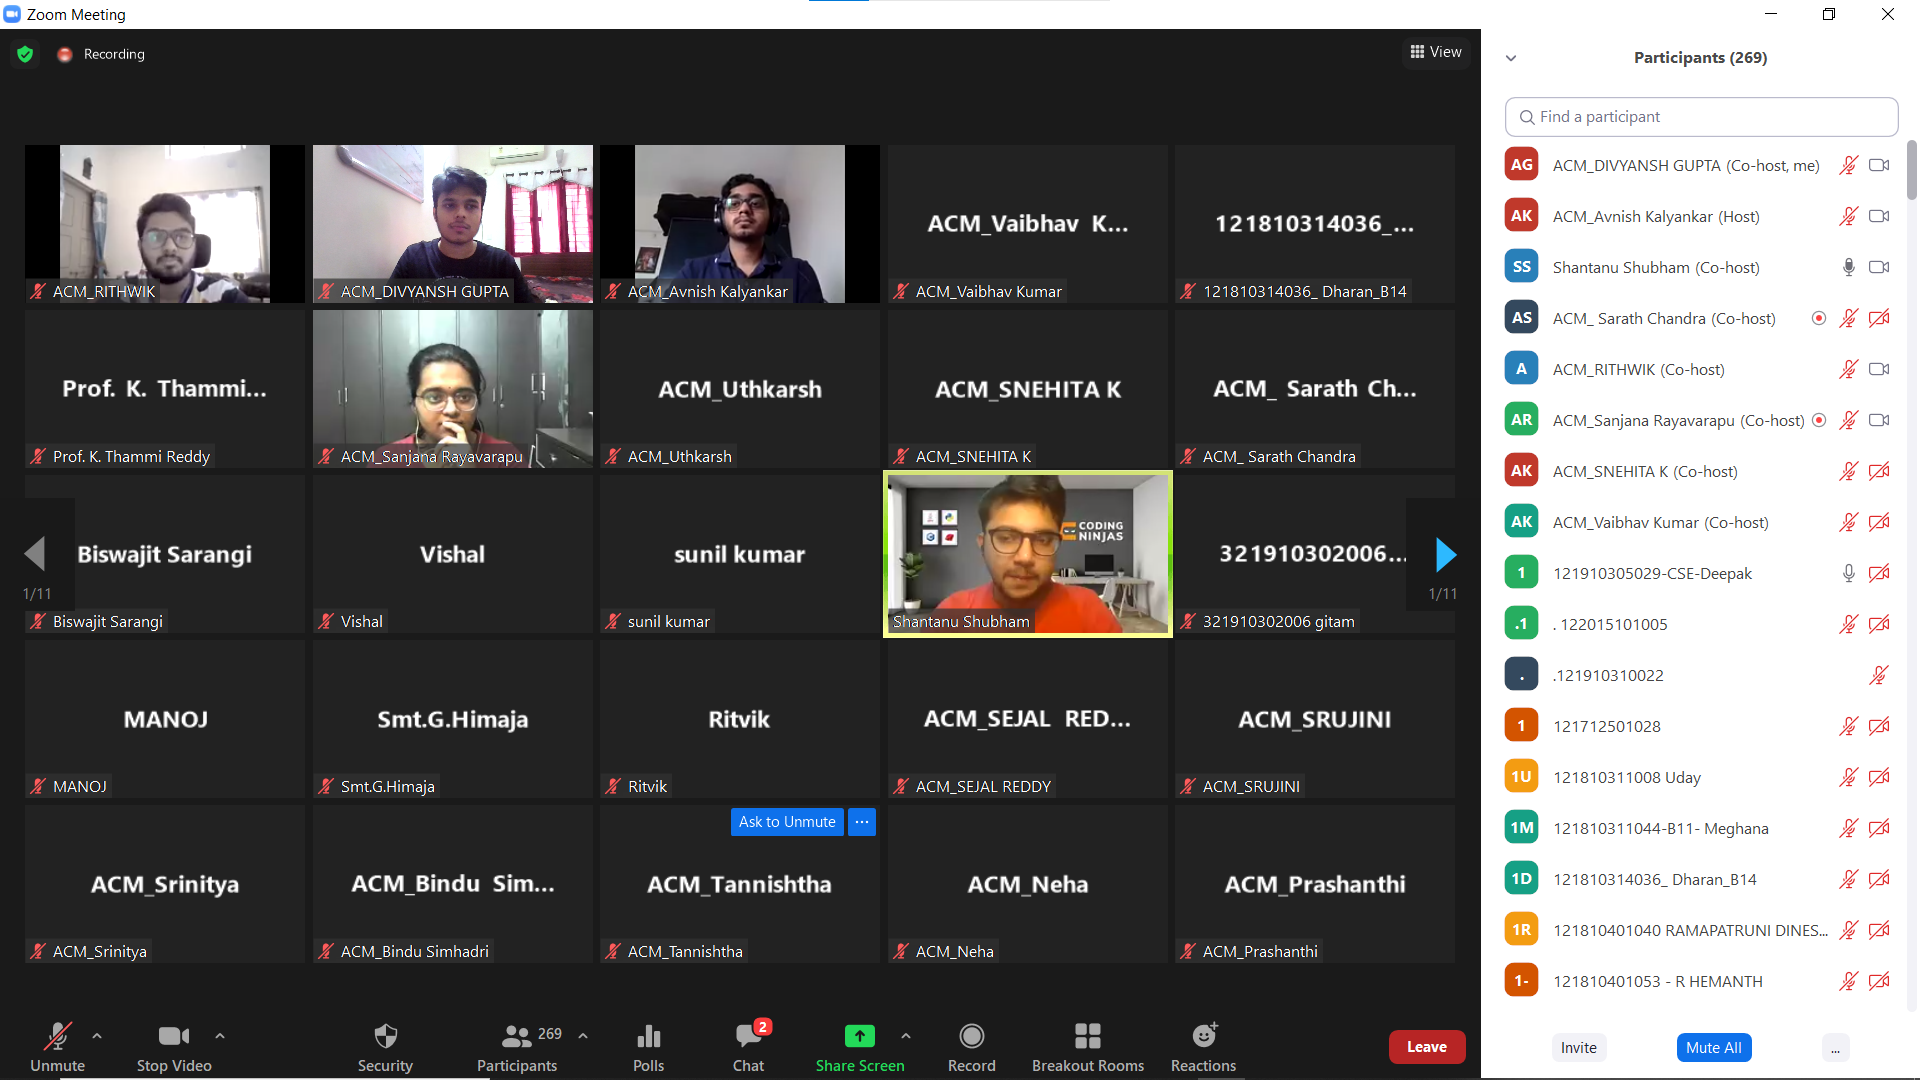 Zoom Meeting
Recording
View
ACM_RITHWIK
ACM_DIVYANSH GUPTA
ACM_Avnish Kalyankar
ACM_Vaibhav K...
ACM_Vaibhav Kumar
121810314036_...
121810314036_ Dharan_B14
Prof. K. Thammi...
Prof. K. Thammi Reddy
ACM_Sanjana Rayavarapu
ACM_Uthkarsh
ACM_Uthkarsh
ACM_SNEHITA K
ACM_SNEHITA K
ACM_ Sarath Ch...
ACM_ Sarath Chandra
1/11
Biswajit Sarangi
Biswajit Sarangi
Vishal
Vishal
sunil kumar
sunil kumar
CODING
NINJAS
Shantanu Shubham
321910302006...
321910302006 gitam
1/11
MANOJ
MANOJ
Smt.G.Himaja
Smt.G.Himaja
Ritvik
Ritvik
ACM_SEJAL RED...
ACM_SEJAL REDDY
ACM_SRUJINI
ACM_SRUJINI
ACM_Srinitya
ACM_Srinitya
ACM_Bindu Sim...
ACM_Bindu Simhadri
Ask to Unmute ...
ACM_Tannishtha
ACM_Tannishtha
ACM_Neha
ACM_Neha
ACM_Prashanthi
ACM_Prashanthi
Unmute
Stop Video
Security
269
Participants
Polls
2
Chat
Share Screen
Record
Breakout Rooms
Reactions
Leave
Participants (269)
Find a participant
AG ACM_DIVYANSH GUPTA (Co-host, me)
AK ACM_Avnish Kalyankar (Host)
SS Shantanu Shubham (Co-host)
AS ACM_ Sarath Chandra (Co-host)
A ACM_RITHWIK (Co-host)
AR ACM_Sanjana Rayavarapu (Co-host)
AK ACM_SNEHITA K (Co-host)
AK ACM_Vaibhav Kumar (Co-host)
1 121910305029-CSE-Deepak
.1 . 122015101005
. .121910310022
1 121712501028
1U 121810311008 Uday
1M 121810311044-B11- Meghana
1D 121810314036_ Dharan_B14
1R 121810401040 RAMAPATRUNI DINES...
1- 121810401053 - R HEMANTH
Invite
Mute All
...